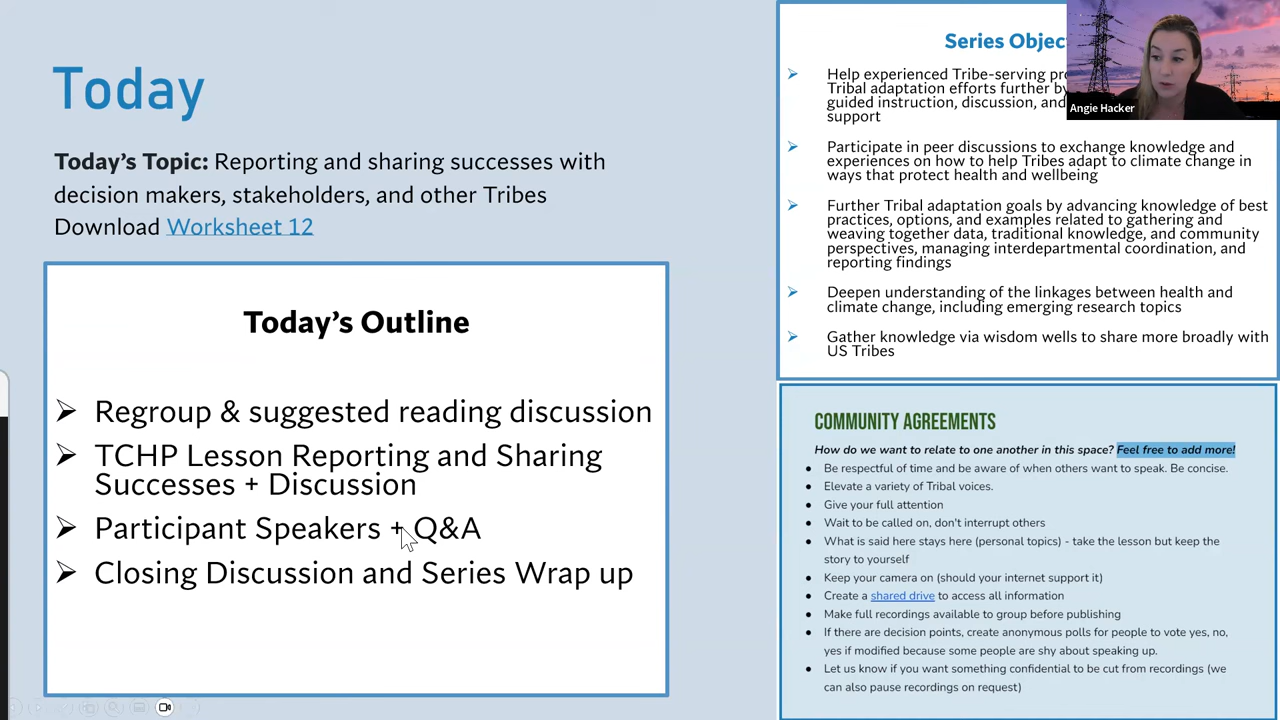 Today
Today's Topic: Reporting and sharing successes with
decision makers, stakeholders, and other Tribes
Download Worksheet 12
Today's Outline
Regroup & suggested reading discussion
TCHP Lesson Reporting and Sharing
Successes + Discussion
Participant Speakers + Q&A
Closing Discussion and Series Wrap up
Series Objec
Help experienced Tribe-serving pro
Tribal adaptation efforts further by
guided instruction, discussion, and
support
Participate in peer discussions to exchange knowledge and
experiences on how to help Tribes adapt to climate change in
ways that protect health and wellbeing
Further Tribal adaptation goals by advancing knowledge of best
practices, options, and examples related to gathering and
weaving together data, traditional knowledge, and community
perspectives, managing interdepartmental coordination, and
reporting findings
Deepen understanding of the linkages between health and
climate change, including emerging research topics
Gather knowledge via wisdom wells to share more broadly with
US Tribes
Angie Hacker
COMMUNITY AGREEMENTS
How do we want to relate to one another in this space? Feel free to add more!
Be respectful of time and be aware of when others want to speak. Be concise.
Elevate a variety of Tribal voices.
Give your full attention
Wait to be called on, don't interrupt others
What is said here stays here (personal topics) - take the lesson but keep the
story to yourself
Keep your camera on (should your internet support it)
Create a shared drive to access all information
Make full recordings available to group before publishing
If there are decision points, create anonymous polls for people to vote yes, no,
yes if modified because some people are shy about speaking up.
Let us know if you want something confidential to be cut from recordings (we
can also pause recordings on request)